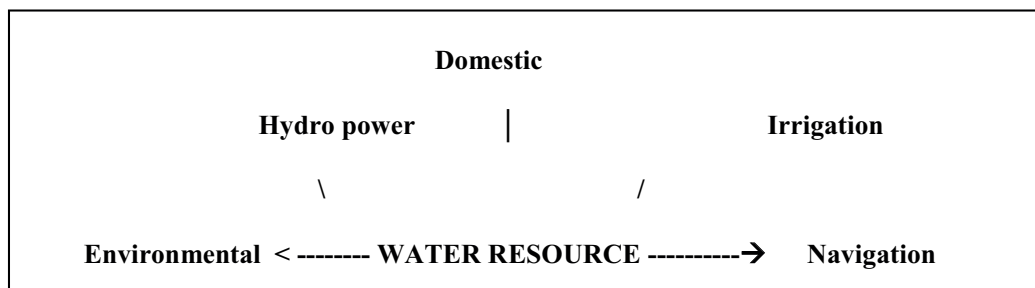 Domestic
Hydro power | Irrigation
\ /
Environmental < -------- WATER RESOURCE ----------→ Navigation